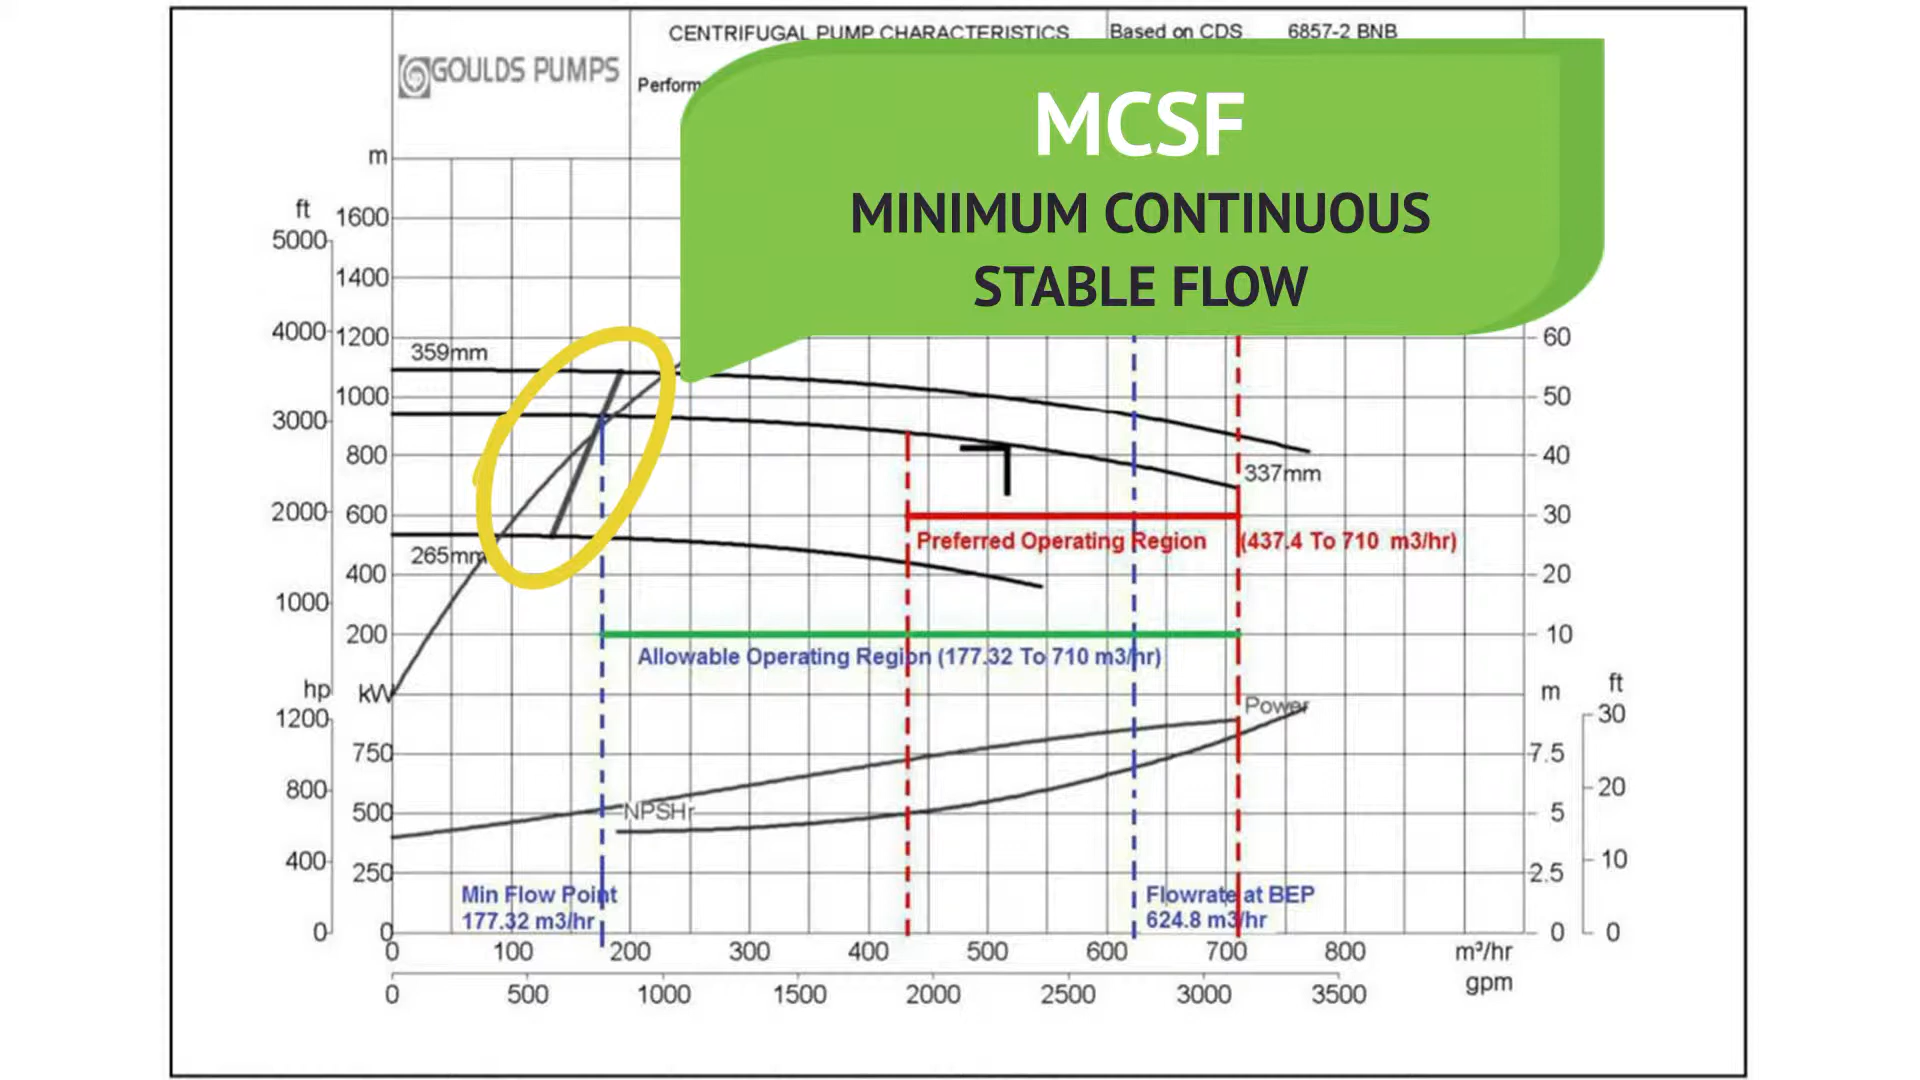 CENTRIFUGAL PUMP CHARACTERISTICS
Based on CDS 6857-2 BNB
GOULDS PUMPS
Perform
MCSF
MINIMUM CONTINUOUS
STABLE FLOW
m
ft
1600
5000
1400
4000
1200
60
359mm
1000
50
3000
800
40
337mm
2000
600
30
Preferred Operating Region (437.4 To 710 m3/hr)
265mm
400
20
1000
200
10
Allowable Operating Region (177.32 To 710 m3/hr)
hp
kW
m
ft
1200
Power
30
750
7.5
800
20
500
NPSHr
5
400
10
250
2.5
Min Flow Point
177.32 m3/hr
Flowrate at BEP
624.8 m3/hr
0
0
0
0
0 100 200 300 400 500 600 700 800 m³/hr
gpm
0 500 1000 1500 2000 2500 3000 3500